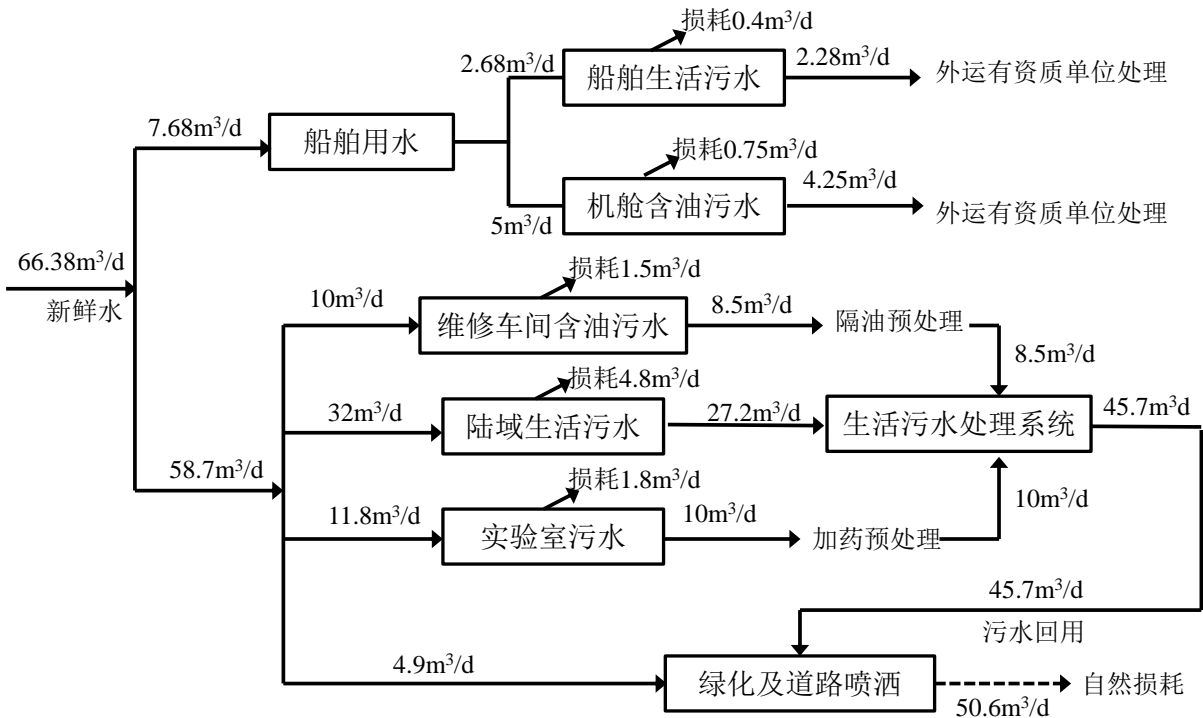 损耗0.4m³/d
2.68m³/d
船舶生活污水
2.28m³/d
外运有资质单位处理
7.68m³/d
船舶用水
损耗0.75m³/d
机舱含油污水
4.25m³/d
外运有资质单位处理
5m³/d
66.38m³/d
新鲜水
损耗1.5m³/d
10m³/d
维修车间含油污水
8.5m³/d
隔油预处理
8.5m³/d
损耗4.8m³/d
32m³/d
陆域生活污水
27.2m³/d
生活污水处理系统
45.7m³d
58.7m³/d
损耗1.8m³/d
11.8m³/d
实验室污水
10m³/d
加药预处理
10m³/d
45.7m³/d
污水回用
4.9m³/d
绿化及道路喷洒
50.6m³/d
自然损耗